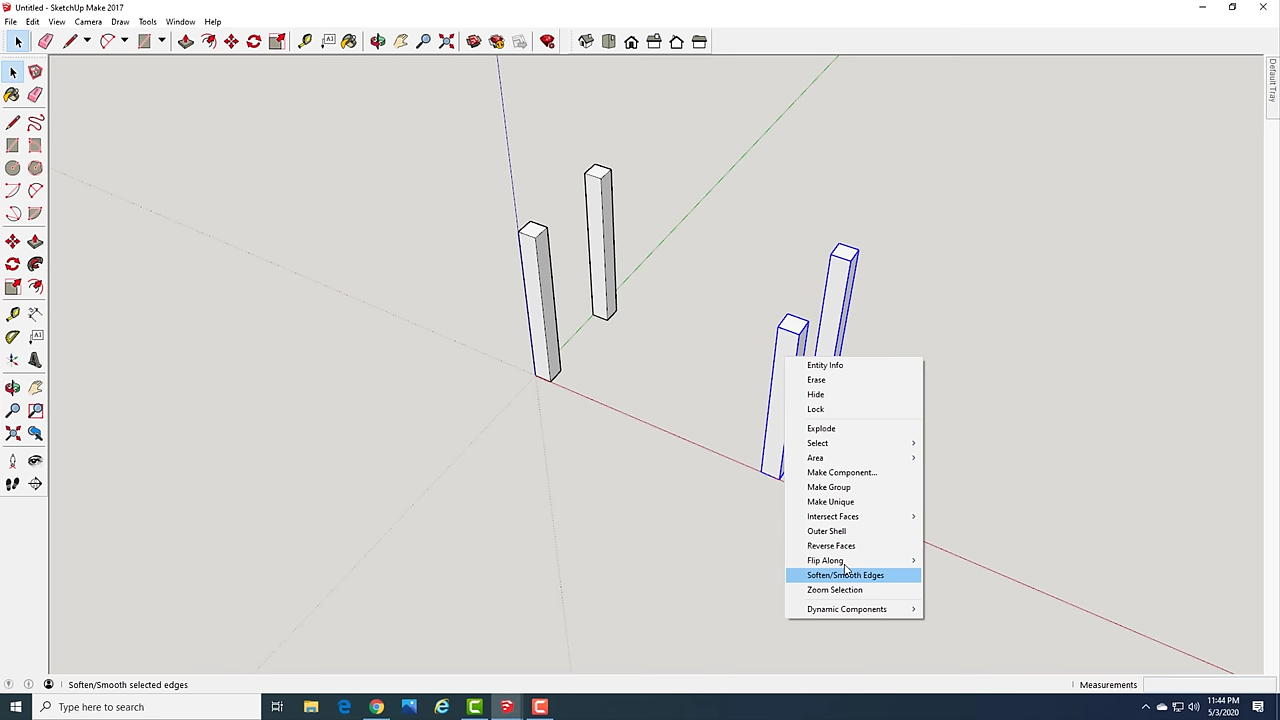 Untitled - SketchUp Make 2017
File Edit View Camera Draw Tools Window Help
Default Tray
Entity Info
Erase
Hide
Lock
Explode
Select
Area
Make Component...
Make Group
Make Unique
Intersect Faces
Outer Shell
Reverse Faces
Flip Along
Soften/Smooth Edges
Zoom Selection
Dynamic Components
Soften/Smooth selected edges
Measurements
Type here to search
11:44 PM
5/3/2020